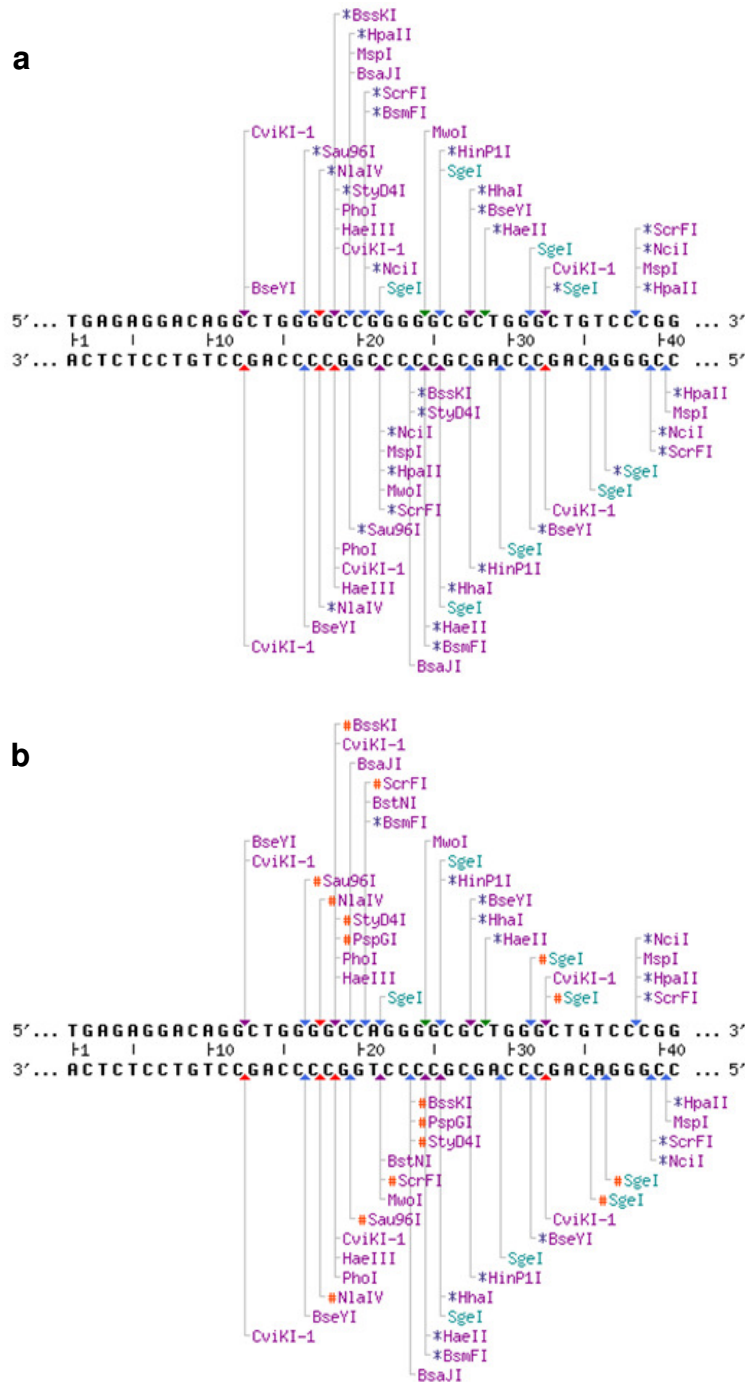 a
*BssKI
*HpaII
MspI
BsaJI
*ScrFI
*BsmFI
CviKI-1 MwoI
*Sau96I *HinP1I
*NlaIV SgeI
*StyD4I *HhaI
PhoI *BseYI
HaeIII *HaeII *ScrFI
CviKI-1 SgeI *NciI
*NciI CviKI-1 MspI
BseYI SgeI *SgeI *HpaII
5′... TGAGAGGACAGGCTGGGGGCCGGGGGCGCTGGGCTGTCCCGG ... 3′
1 10 20 30 40
3′... ACTCTCCTGTCCGACCCCCGGCCCCCGCGACCCGACAGGGCC ... 5′
*BssKI *HpaII
*StyD4I MspI
*NciI *NciI
MspI *ScrFI
*HpaII *SgeI
MwoI SgeI
*ScrFI CviKI-1
*Sau96I *BseYI
PhoI SgeI
CviKI-1 *HinP1I
HaeIII *HhaI
*NlaIV SgeI
BseYI *HaeII
CviKI-1 *BsmFI
BsaJI
b
#BssKI
CviKI-1
BsaJI
#ScrFI
BstNI
*BsmFI
BseYI MwoI
CviKI-1 SgeI
#Sau96I *HinP1I
#NlaIV *BseYI
#StyD4I *HhaI
#PspGI *HaeII *NciI
PhoI #SgeI MspI
HaeIII CviKI-1 *HpaII
SgeI #SgeI *ScrFI
5′... TGAGAGGACAGGCTGGGGGCCAGGGGCGCTGGGCTGTCCCGG ... 3′
1 10 20 30 40
3′... ACTCTCCTGTCCGACCCCCGGTCCCCGCGACCCGACAGGGCC ... 5′
#BssKI *HpaII
#PspGI MspI
#StyD4I *ScrFI
BstNI *NciI
#ScrFI #SgeI
MwoI #SgeI
#Sau96I CviKI-1
CviKI-1 *BseYI
HaeIII SgeI
PhoI *HinP1I
#NlaIV *HhaI
BseYI SgeI
CviKI-1 *HaeII
*BsmFI
BsaJI